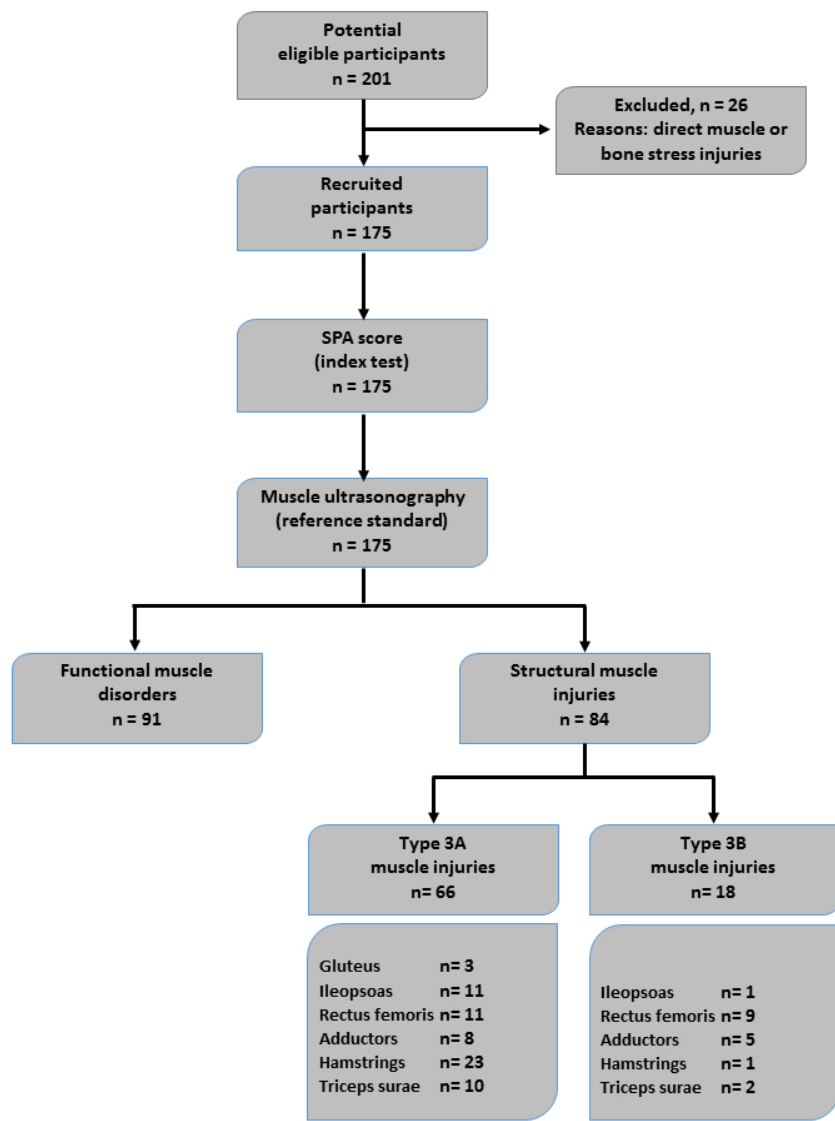 Potential
eligible participants
n = 201
Excluded, n = 26
Reasons: direct muscle or
bone stress injuries
Recruited
participants
n = 175
SPA score
(index test)
n = 175
Muscle ultrasonography
(reference standard)
n = 175
Functional muscle
disorders
n = 91
Structural muscle
injuries
n = 84
Type 3A
muscle injuries
n= 66
Type 3B
muscle injuries
n= 18
Gluteus n= 3
Ileopsoas n= 11
Rectus femoris n= 11
Adductors n= 8
Hamstrings n= 23
Triceps surae n= 10
Ileopsoas n= 1
Rectus femoris n= 9
Adductors n= 5
Hamstrings n= 1
Triceps surae n= 2